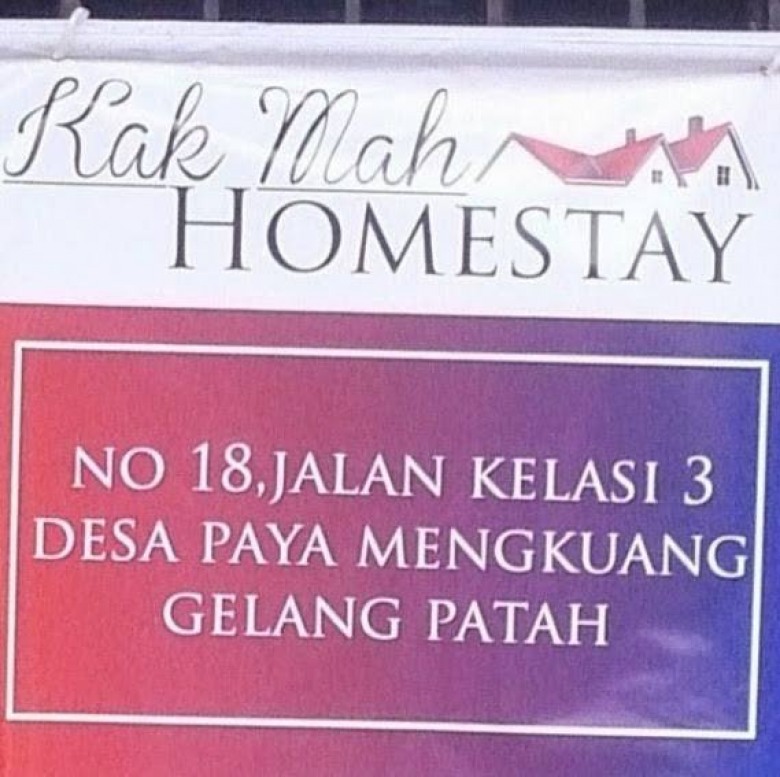 Kak Mah
HOMESTAY
NO 18,JALAN KELASI 3
DESA PAYA MENGKUANG
GELANG PATAH